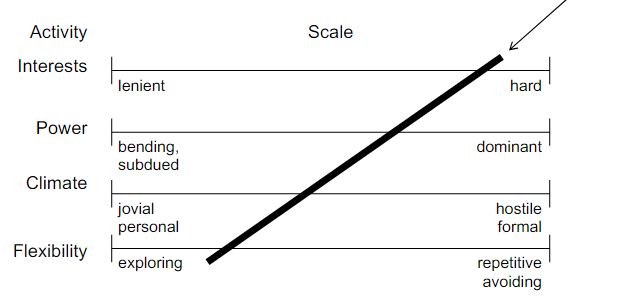 Activity Scale
Interests
lenient hard
Power
bending, dominant
subdued
Climate
jovial hostile
personal formal
Flexibility
exploring repetitive
avoiding